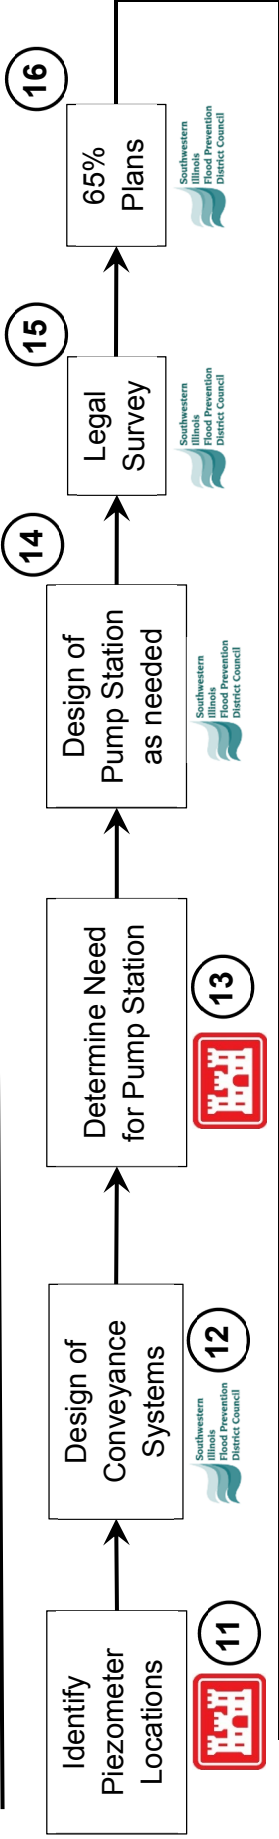 Identify
Piezometer
Locations
11
Design of
Conveyance
Systems
12
Southwestern
Illinois
Flood Prevention
District Council
Determine Need
for Pump Station
13
Design of
Pump Station
as needed
14
Southwestern
Illinois
Flood Prevention
District Council
Legal
Survey
15
Southwestern
Illinois
Flood Prevention
District Council
65%
Plans
16
Southwestern
Illinois
Flood Prevention
District Council